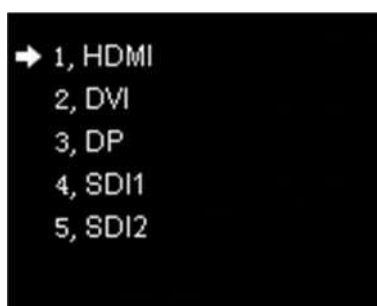 1, HDMI
2, DVI
3, DP
4, SDI1
5, SDI2